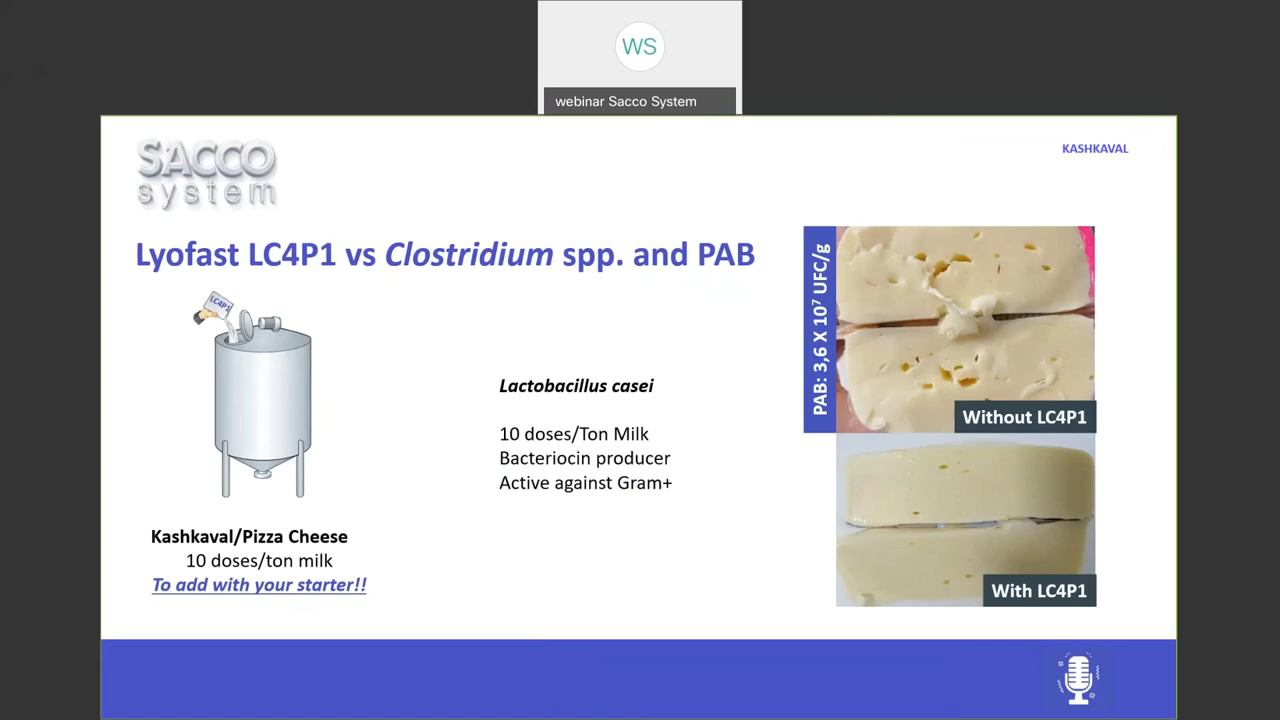 WS
webinar Sacco System
SACCO
system
KASHKAVAL
Lyofast LC4P1 vs Clostridium spp. and PAB
LC4P1
Lactobacillus casei
10 doses/Ton Milk
Bacteriocin producer
Active against Gram+
Kashkaval/Pizza Cheese
10 doses/ton milk
To add with your starter!!
PAB: 3,6 X 10⁷ UFC/g
Without LC4P1
With LC4P1